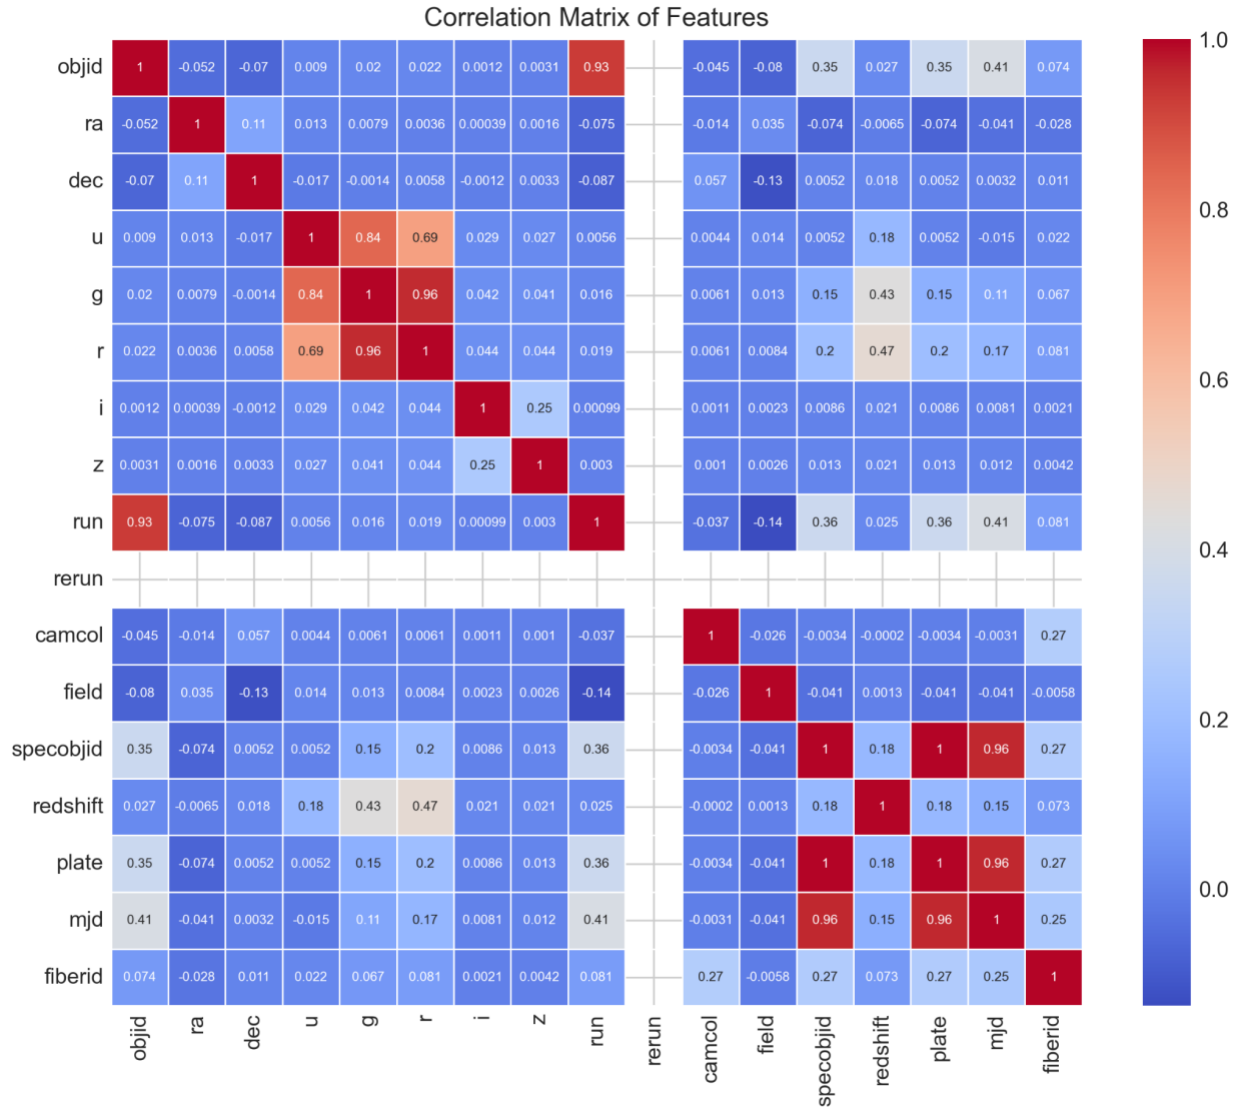 Correlation Matrix of Features
objid 1 -0.052 -0.07 0.009 0.02 0.022 0.0012 0.0031 0.93 -0.045 -0.08 0.35 0.027 0.35 0.41 0.074
ra -0.052 1 0.11 0.013 0.0079 0.0036 0.00039 0.0016 -0.075 -0.014 0.035 -0.074 -0.0065 -0.074 -0.041 -0.028
dec -0.07 0.11 1 -0.017 -0.0014 0.0058 -0.0012 0.0033 -0.087 0.057 -0.13 0.0052 0.018 0.0052 0.0032 0.011
u 0.009 0.013 -0.017 1 0.84 0.69 0.029 0.027 0.0056 0.0044 0.014 0.0052 0.18 0.0052 -0.015 0.022
g 0.02 0.0079 -0.0014 0.84 1 0.96 0.042 0.041 0.016 0.0061 0.013 0.15 0.43 0.15 0.11 0.067
r 0.022 0.0036 0.0058 0.69 0.96 1 0.044 0.044 0.019 0.0061 0.0084 0.2 0.47 0.2 0.17 0.081
i 0.0012 0.00039 -0.0012 0.029 0.042 0.044 1 0.25 0.00099 0.0011 0.0023 0.0086 0.021 0.0086 0.0081 0.0021
z 0.0031 0.0016 0.0033 0.027 0.041 0.044 0.25 1 0.003 0.001 0.0026 0.013 0.021 0.013 0.012 0.0042
run 0.93 -0.075 -0.087 0.0056 0.016 0.019 0.00099 0.003 1 -0.037 -0.14 0.36 0.025 0.36 0.41 0.081
rerun
camcol -0.045 -0.014 0.057 0.0044 0.0061 0.0061 0.0011 0.001 -0.037 1 -0.026 -0.0034 -0.0002 -0.0034 -0.0031 0.27
field -0.08 0.035 -0.13 0.014 0.013 0.0084 0.0023 0.0026 -0.14 -0.026 1 -0.041 0.0013 -0.041 -0.041 -0.0058
specobjid 0.35 -0.074 0.0052 0.0052 0.15 0.2 0.0086 0.013 0.36 -0.0034 -0.041 1 0.18 1 0.96 0.27
redshift 0.027 -0.0065 0.018 0.18 0.43 0.47 0.021 0.021 0.025 -0.0002 0.0013 0.18 1 0.18 0.15 0.073
plate 0.35 -0.074 0.0052 0.0052 0.15 0.2 0.0086 0.013 0.36 -0.0034 -0.041 1 0.18 1 0.96 0.27
mjd 0.41 -0.041 0.0032 -0.015 0.11 0.17 0.0081 0.012 0.41 -0.0031 -0.041 0.96 0.15 0.96 1 0.25
fiberid 0.074 -0.028 0.011 0.022 0.067 0.081 0.0021 0.0042 0.081 0.27 -0.0058 0.27 0.073 0.27 0.25 1
objid ra dec u g r i z run rerun camcol field specobjid redshift plate mjd fiberid
1.0
0.8
0.6
0.4
0.2
0.0